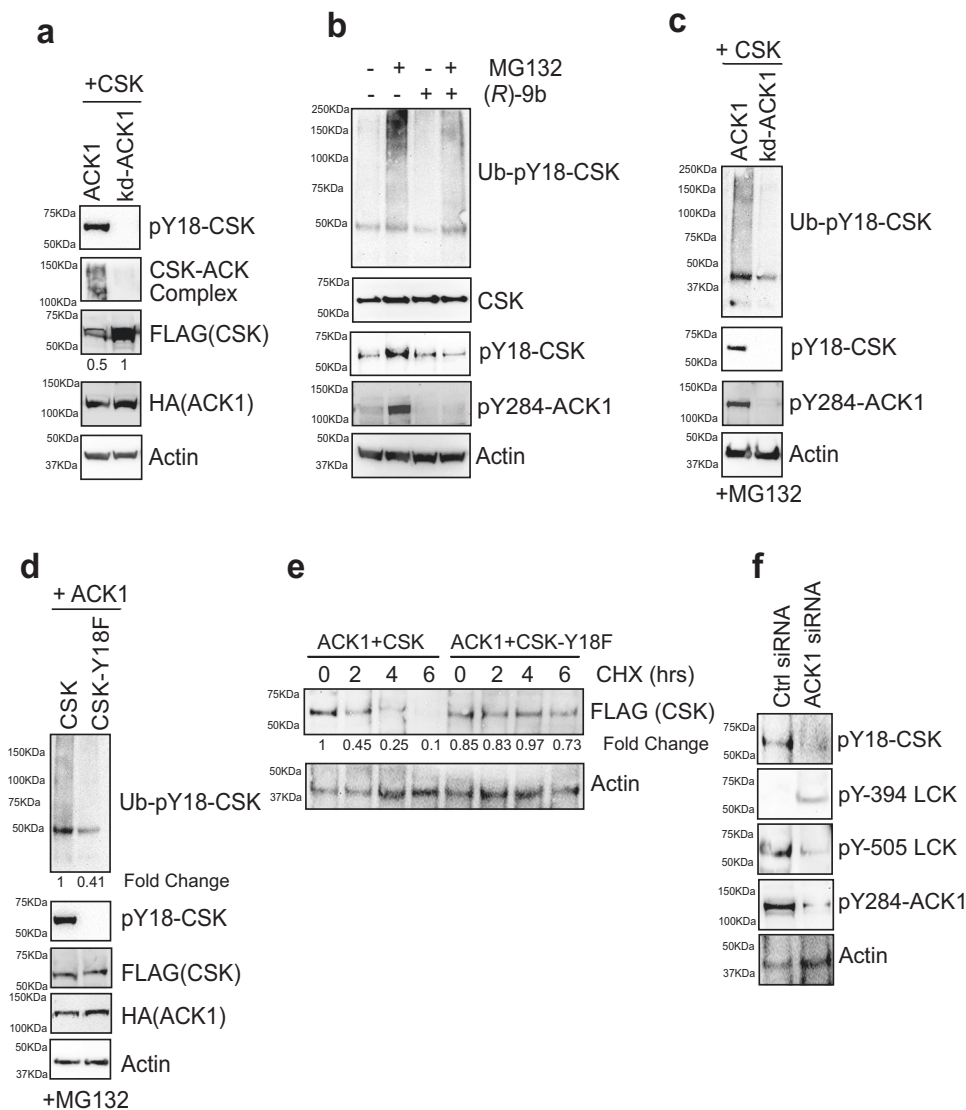 a
+CSK
ACK1
kd-ACK1
75KDa
50KDa
pY18-CSK
150KDa
100KDa
CSK-ACK
Complex
75KDa
50KDa
FLAG(CSK)
0.5 1
150KDa
100KDa
HA(ACK1)
50KDa
37KDa
Actin
b
- + - + MG132
- - + + (R)-9b
250KDa
150KDa
100KDa
75KDa
50KDa
Ub-pY18-CSK
75KDa
50KDa
CSK
75KDa
50KDa
pY18-CSK
150KDa
100KDa
pY284-ACK1
50KDa
37KDa
Actin
c
+ CSK
ACK1
kd-ACK1
250KDa
150KDa
100KDa
75KDa
50KDa
37KDa
Ub-pY18-CSK
75KDa
50KDa
pY18-CSK
150KDa
100KDa
pY284-ACK1
50KDa
37KDa
Actin
+MG132
d
+ ACK1
CSK
CSK-Y18F
150KDa
100KDa
75KDa
50KDa
Ub-pY18-CSK
1 0.41 Fold Change
75KDa
50KDa
pY18-CSK
75KDa
50KDa
FLAG(CSK)
150KDa
100KDa
HA(ACK1)
50KDa
37KDa
Actin
+MG132
e
ACK1+CSK ACK1+CSK-Y18F
0 2 4 6 0 2 4 6 CHX (hrs)
75KDa
50KDa
FLAG (CSK)
1 0.45 0.25 0.1 0.85 0.83 0.97 0.73 Fold Change
50KDa
37KDa
Actin
f
Ctrl siRNA
ACK1 siRNA
75KDa
50KDa
pY18-CSK
75KDa
50KDa
pY-394 LCK
75KDa
50KDa
pY-505 LCK
150KDa
100KDa
pY284-ACK1
50KDa
37KDa
Actin